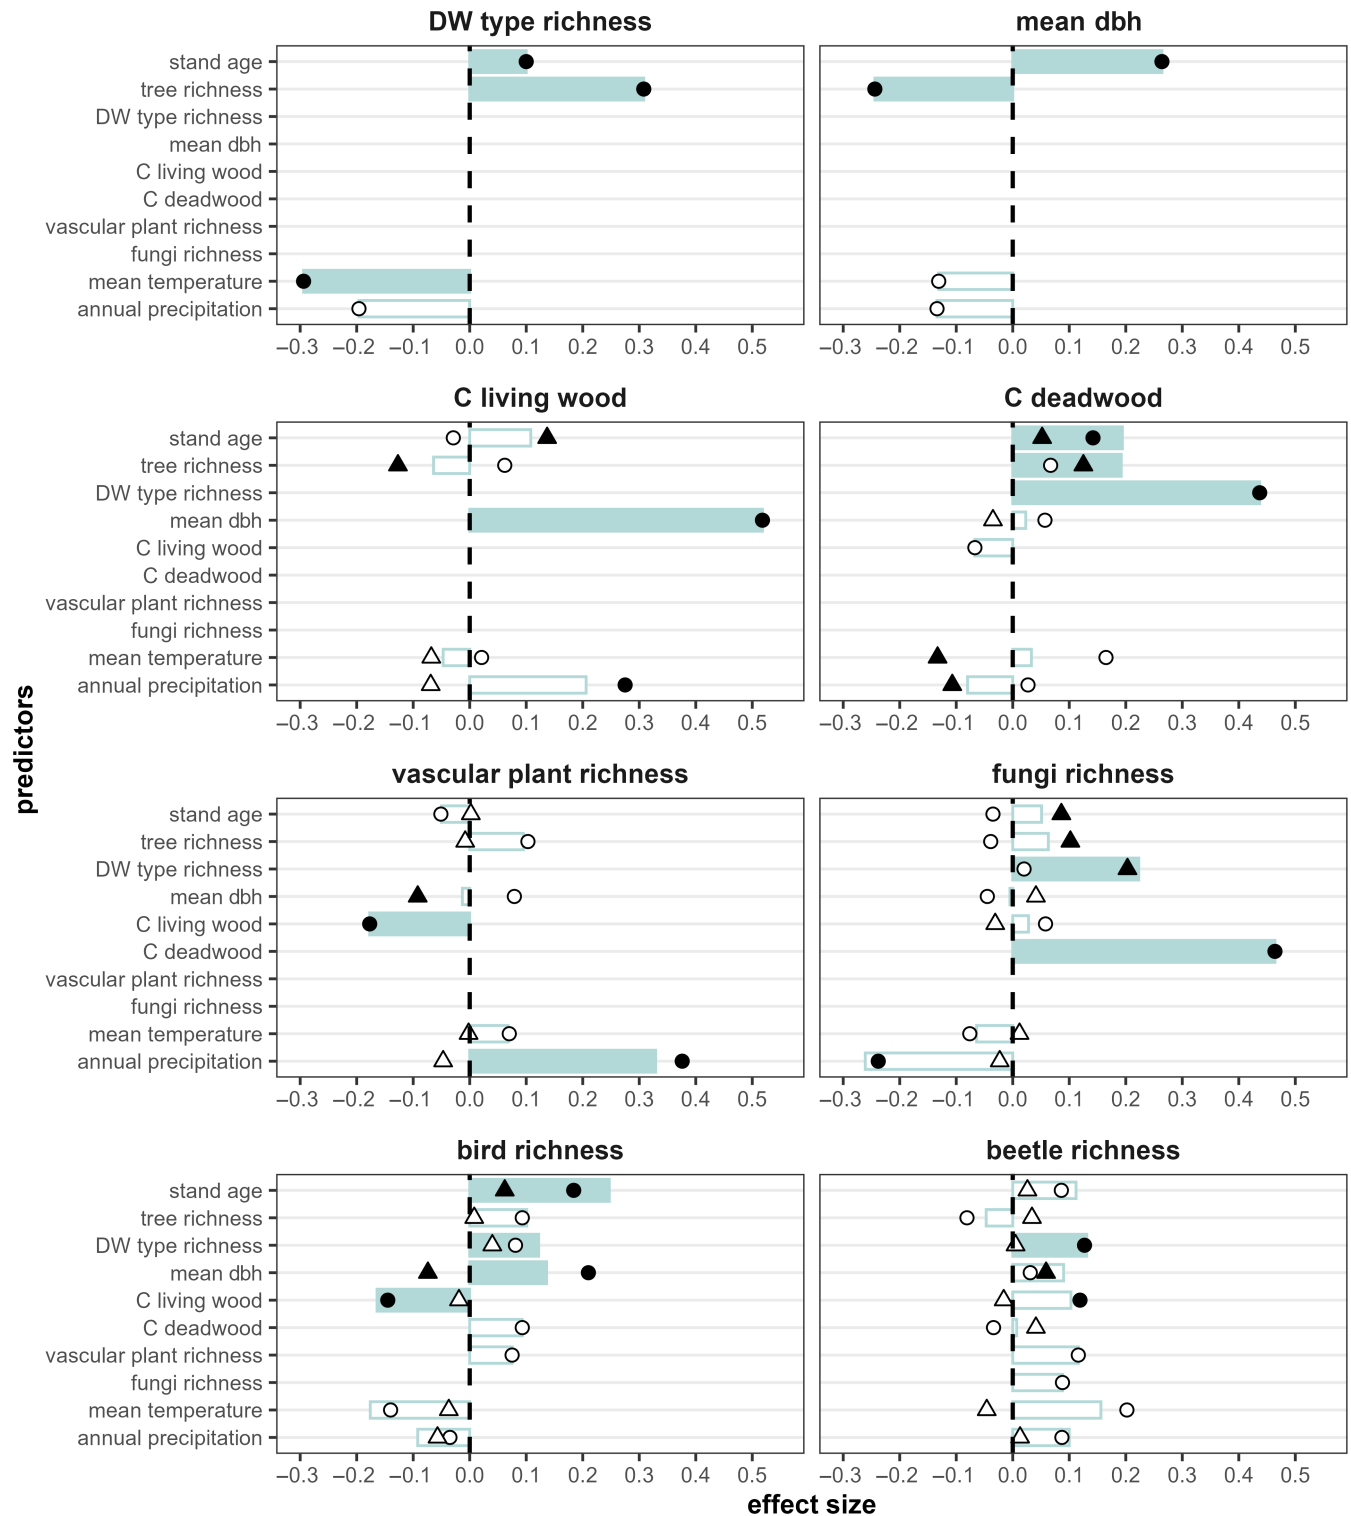 DW type richness
mean dbh
stand age
tree richness
DW type richness
mean dbh
C living wood
C deadwood
vascular plant richness
fungi richness
mean temperature
annual precipitation
−0.3 −0.2 −0.1 0.0 0.1 0.2 0.3 0.4 0.5
−0.3 −0.2 −0.1 0.0 0.1 0.2 0.3 0.4 0.5
C living wood
C deadwood
stand age
tree richness
DW type richness
mean dbh
C living wood
C deadwood
vascular plant richness
fungi richness
mean temperature
annual precipitation
−0.3 −0.2 −0.1 0.0 0.1 0.2 0.3 0.4 0.5
−0.3 −0.2 −0.1 0.0 0.1 0.2 0.3 0.4 0.5
predictors
vascular plant richness
fungi richness
stand age
tree richness
DW type richness
mean dbh
C living wood
C deadwood
vascular plant richness
fungi richness
mean temperature
annual precipitation
−0.3 −0.2 −0.1 0.0 0.1 0.2 0.3 0.4 0.5
−0.3 −0.2 −0.1 0.0 0.1 0.2 0.3 0.4 0.5
bird richness
beetle richness
stand age
tree richness
DW type richness
mean dbh
C living wood
C deadwood
vascular plant richness
fungi richness
mean temperature
annual precipitation
−0.3 −0.2 −0.1 0.0 0.1 0.2 0.3 0.4 0.5
−0.3 −0.2 −0.1 0.0 0.1 0.2 0.3 0.4 0.5
effect size